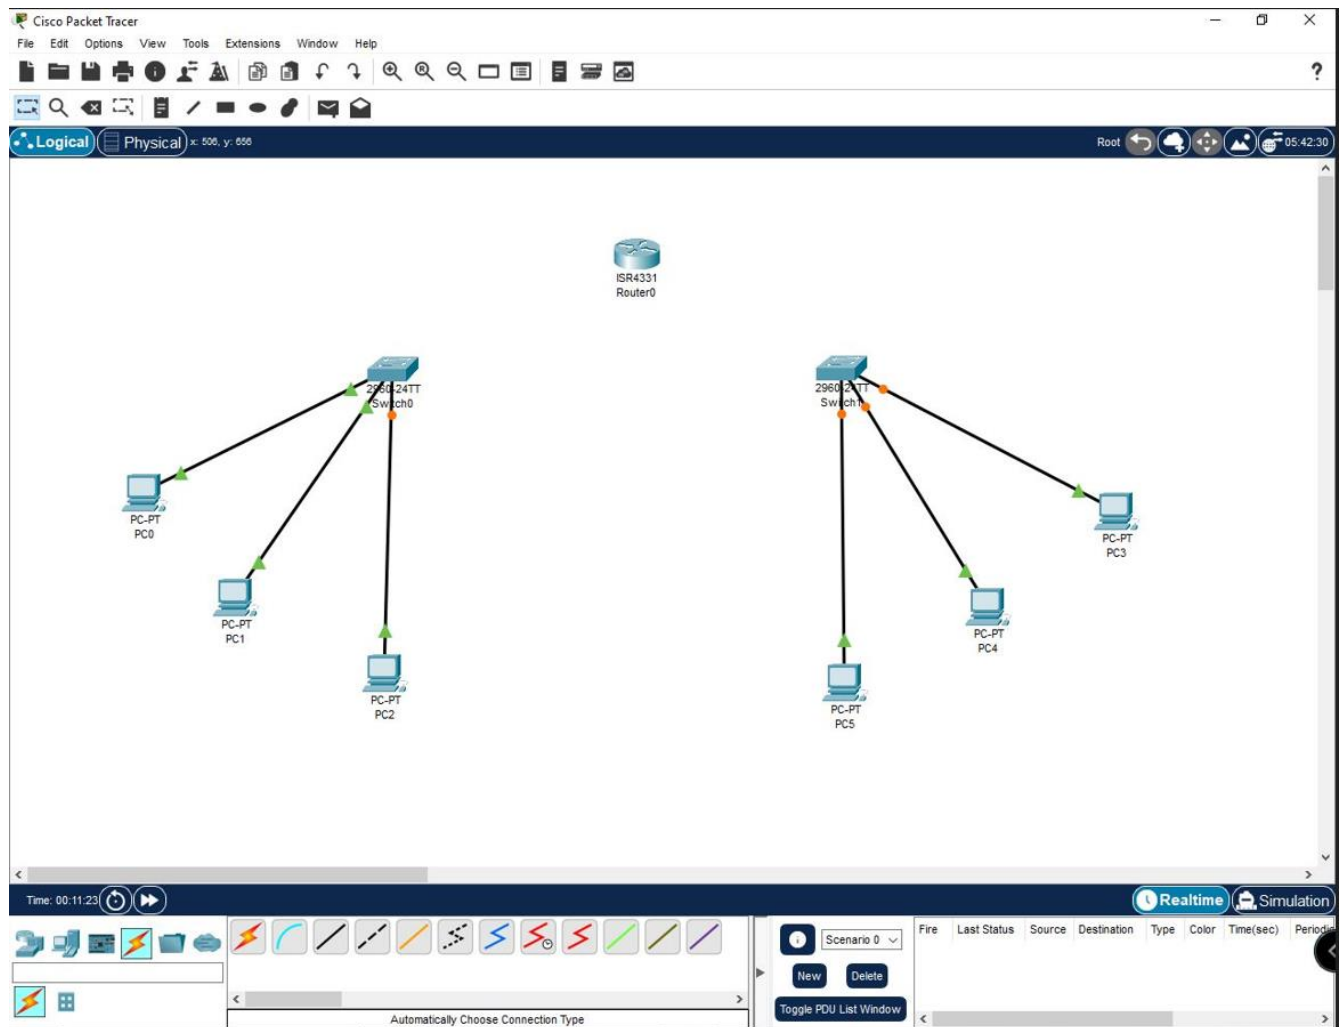 Cisco Packet Tracer
File Edit Options View Tools Extensions Window Help
?
Logical Physical x: 506, y: 656 Root 05:42:30
ISR4331
Router0
2960-24TT
Switch0
2960-24TT
Switch1
PC-PT
PC0
PC-PT
PC3
PC-PT
PC1
PC-PT
PC4
PC-PT
PC2
PC-PT
PC5
Time: 00:11:23 Realtime Simulation
Scenario 0
New Delete
Toggle PDU List Window
Fire Last Status Source Destination Type Color Time(sec) Periodic
Automatically Choose Connection Type